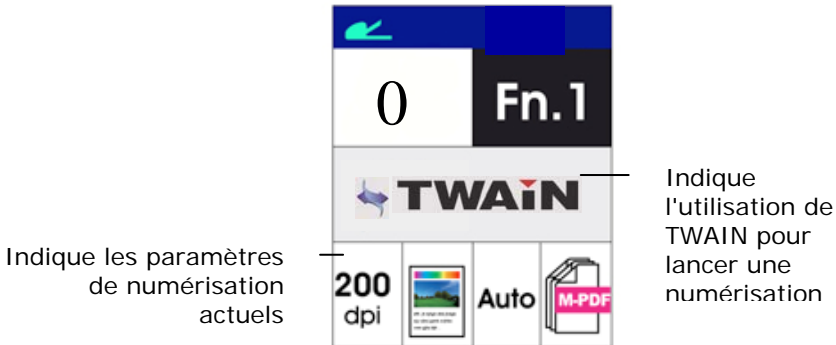 0
Fn.1
TWAiN
Indique
l'utilisation de
TWAIN pour
lancer une
numérisation
Indique les paramètres
de numérisation
actuels
200
dpi
Auto
M-PDF